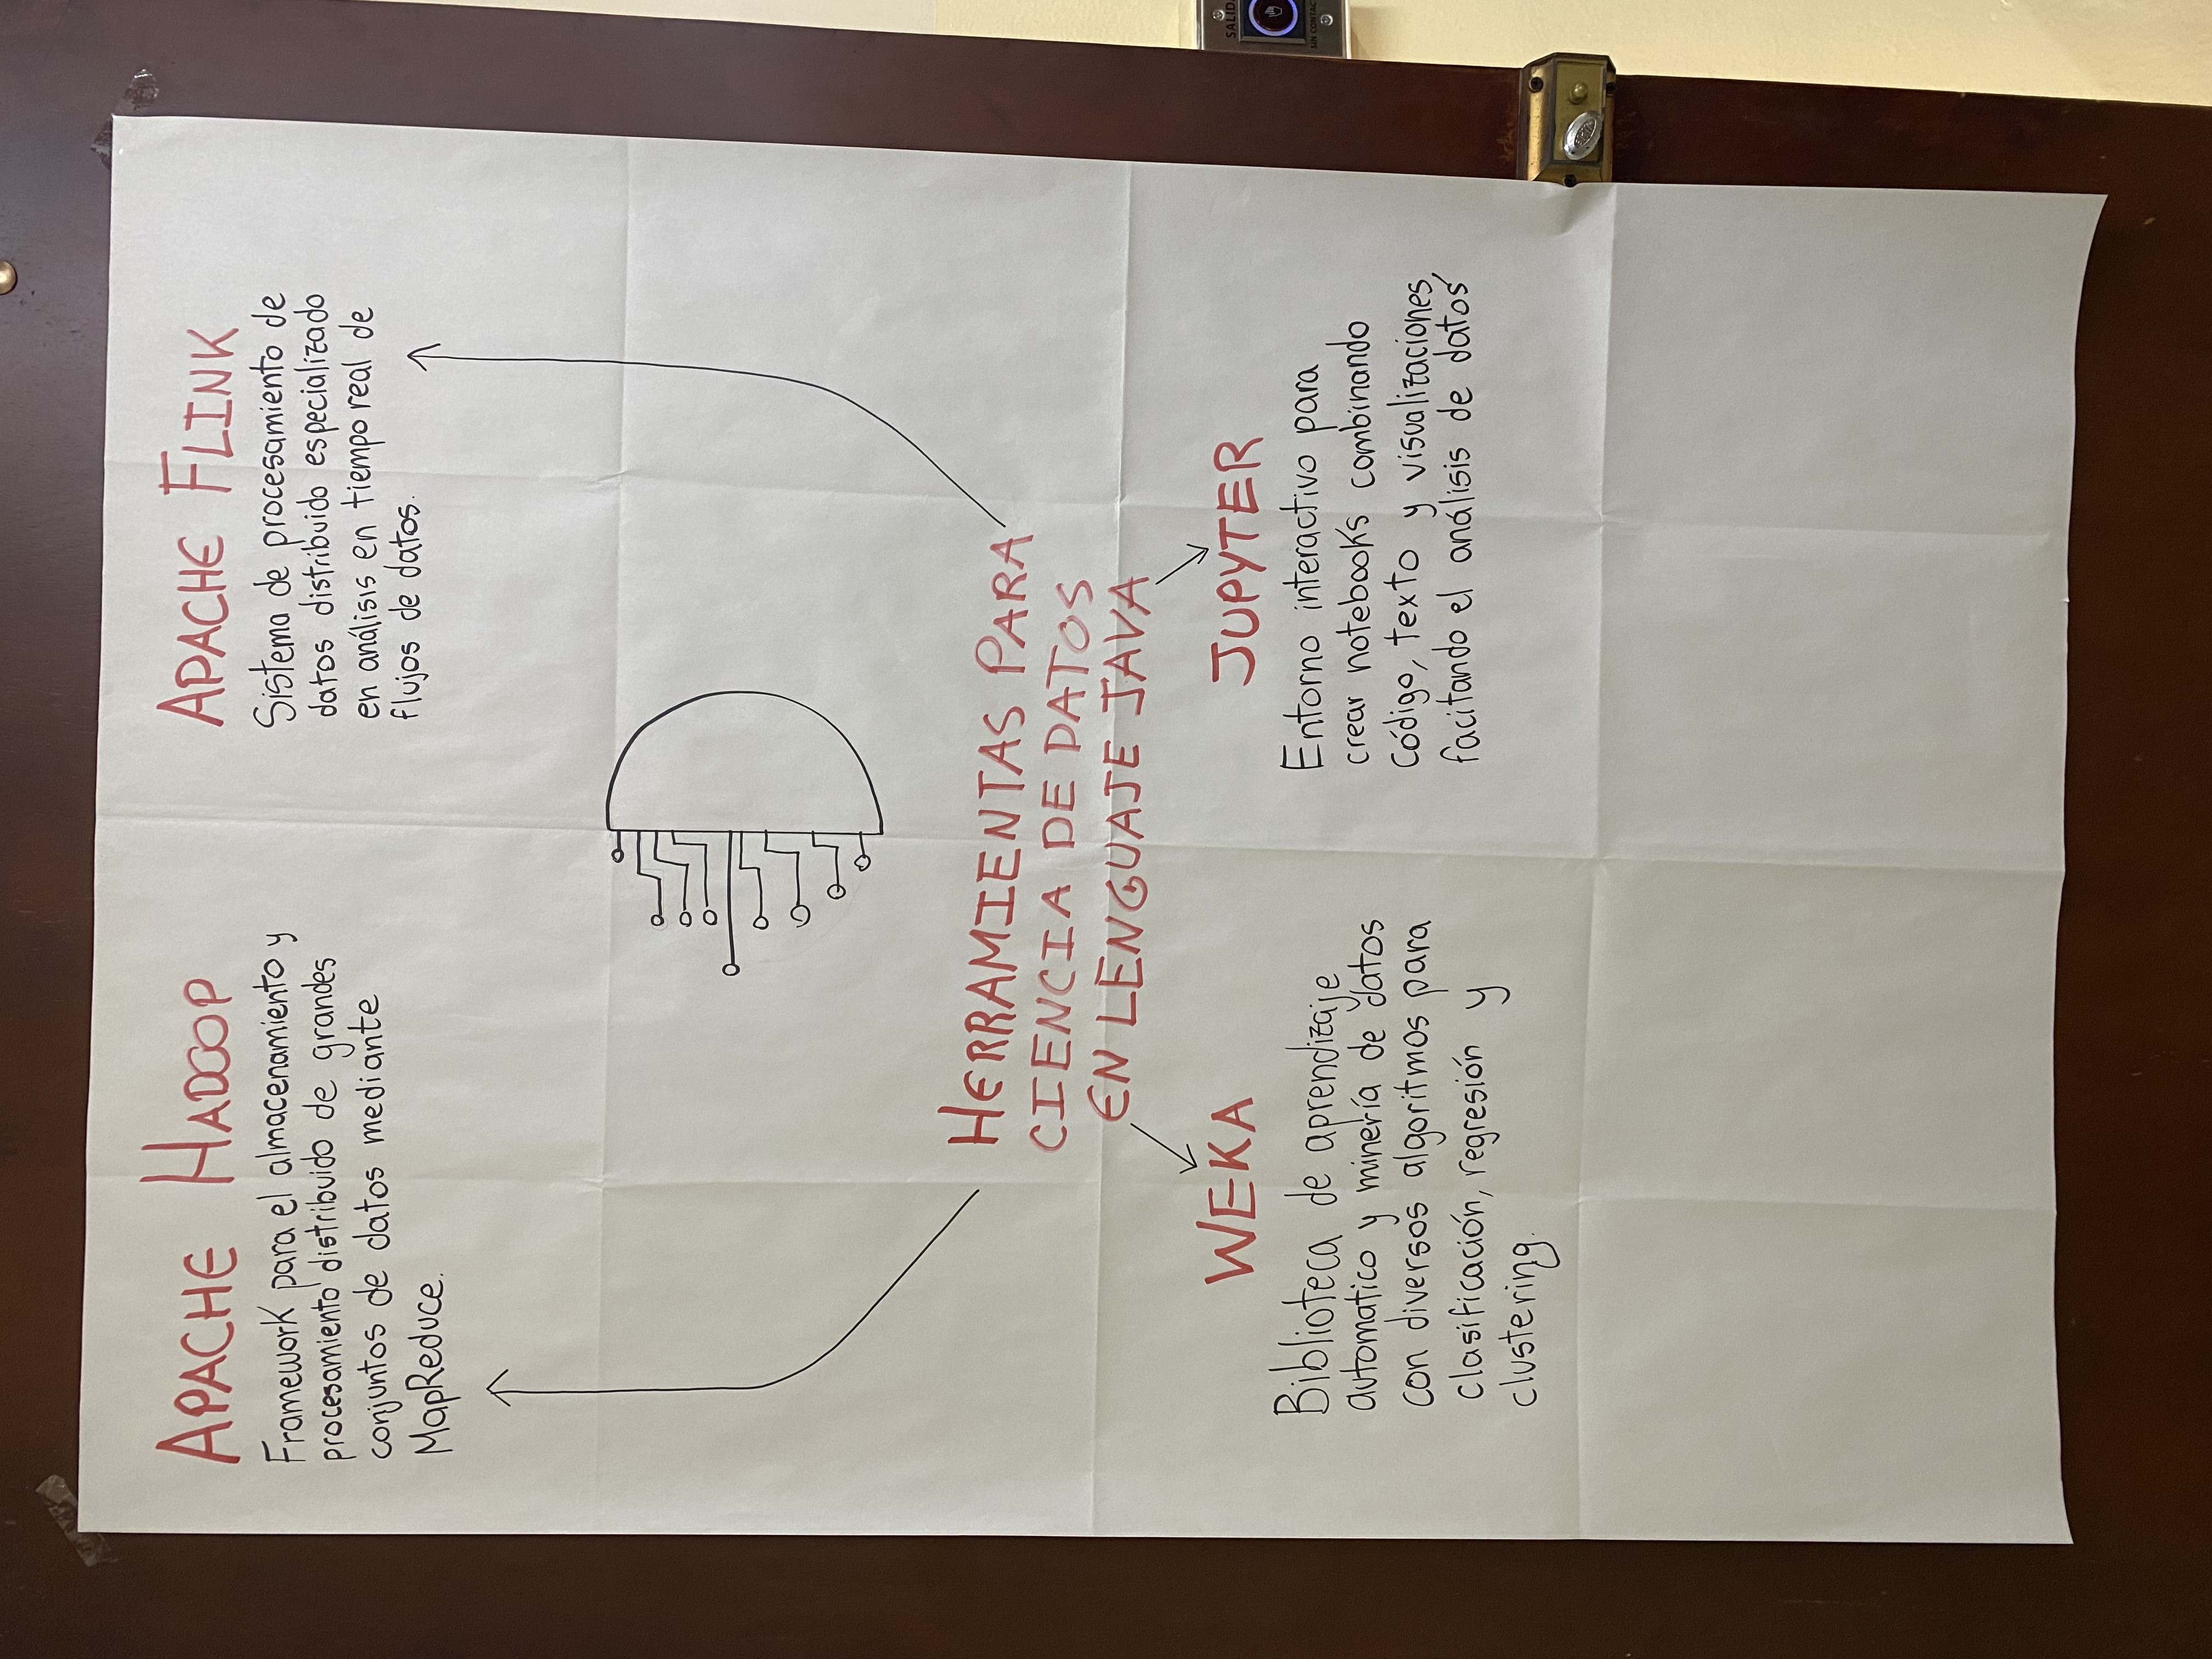 APACHE HADOOP
Framework para el almacenamiento y
procesamiento distribuido de grandes
conjuntos de datos mediante
MapReduce.
APACHE FLINK
Sistema de procesamiento de
datos distribuido especializado
en análisis en tiempo real de
flujos de datos.
HERRAMIENTAS PARA
CIENCIA DE DATOS
EN LENGUAJE JAVA
WEKA
Biblioteca de aprendizaje
automatico y minería de datos
con diversos algoritmos para
clasificación, regresión y
clustering.
JUPYTER
Entorno interactivo para
crear notebooks combinando
código, texto y visualizaciones,
facitando el análisis de datos
SALID
SIN CONTAC